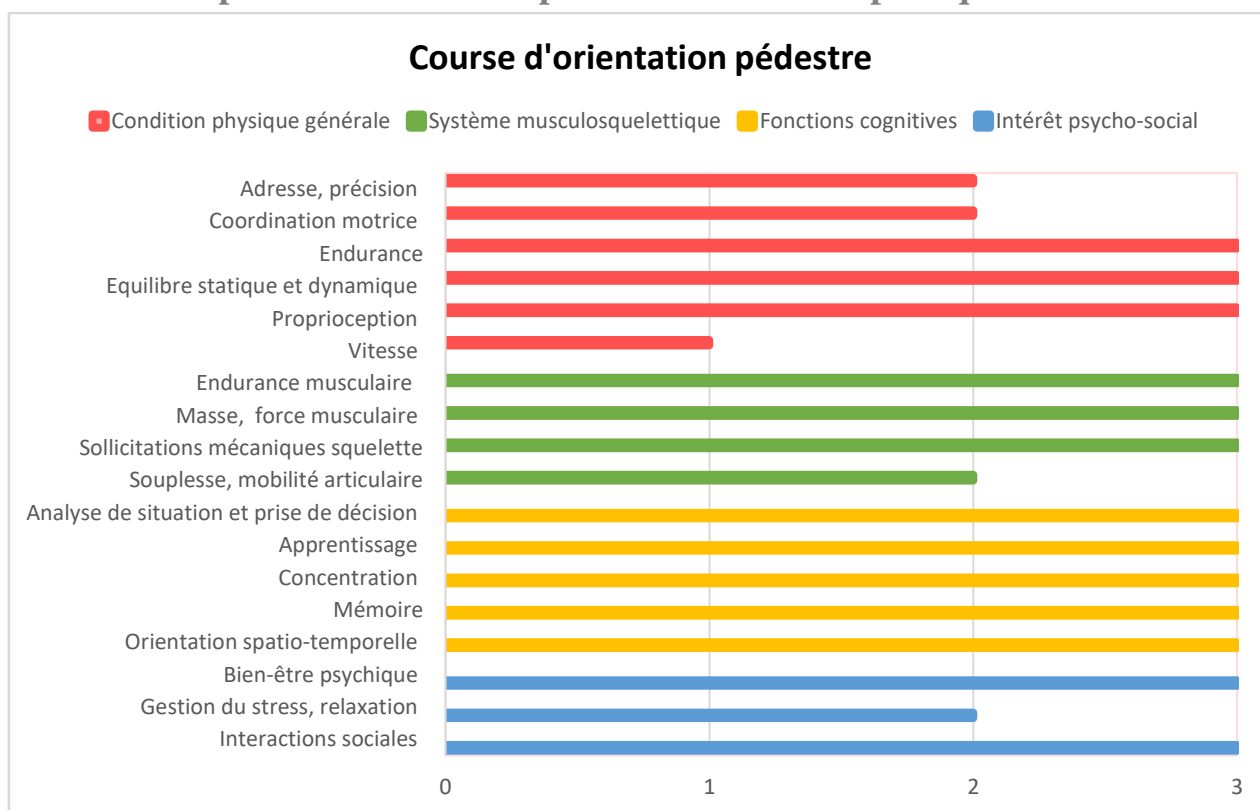 Course d'orientation pédestre
Condition physique générale Système musculosquelettique Fonctions cognitives Intérêt psycho-social
Adresse, précision
Coordination motrice
Endurance
Equilibre statique et dynamique
Proprioception
Vitesse
Endurance musculaire
Masse, force musculaire
Sollicitations mécaniques squelette
Souplesse, mobilité articulaire
Analyse de situation et prise de décision
Apprentissage
Concentration
Mémoire
Orientation spatio-temporelle
Bien-être psychique
Gestion du stress, relaxation
Interactions sociales
0 1 2 3